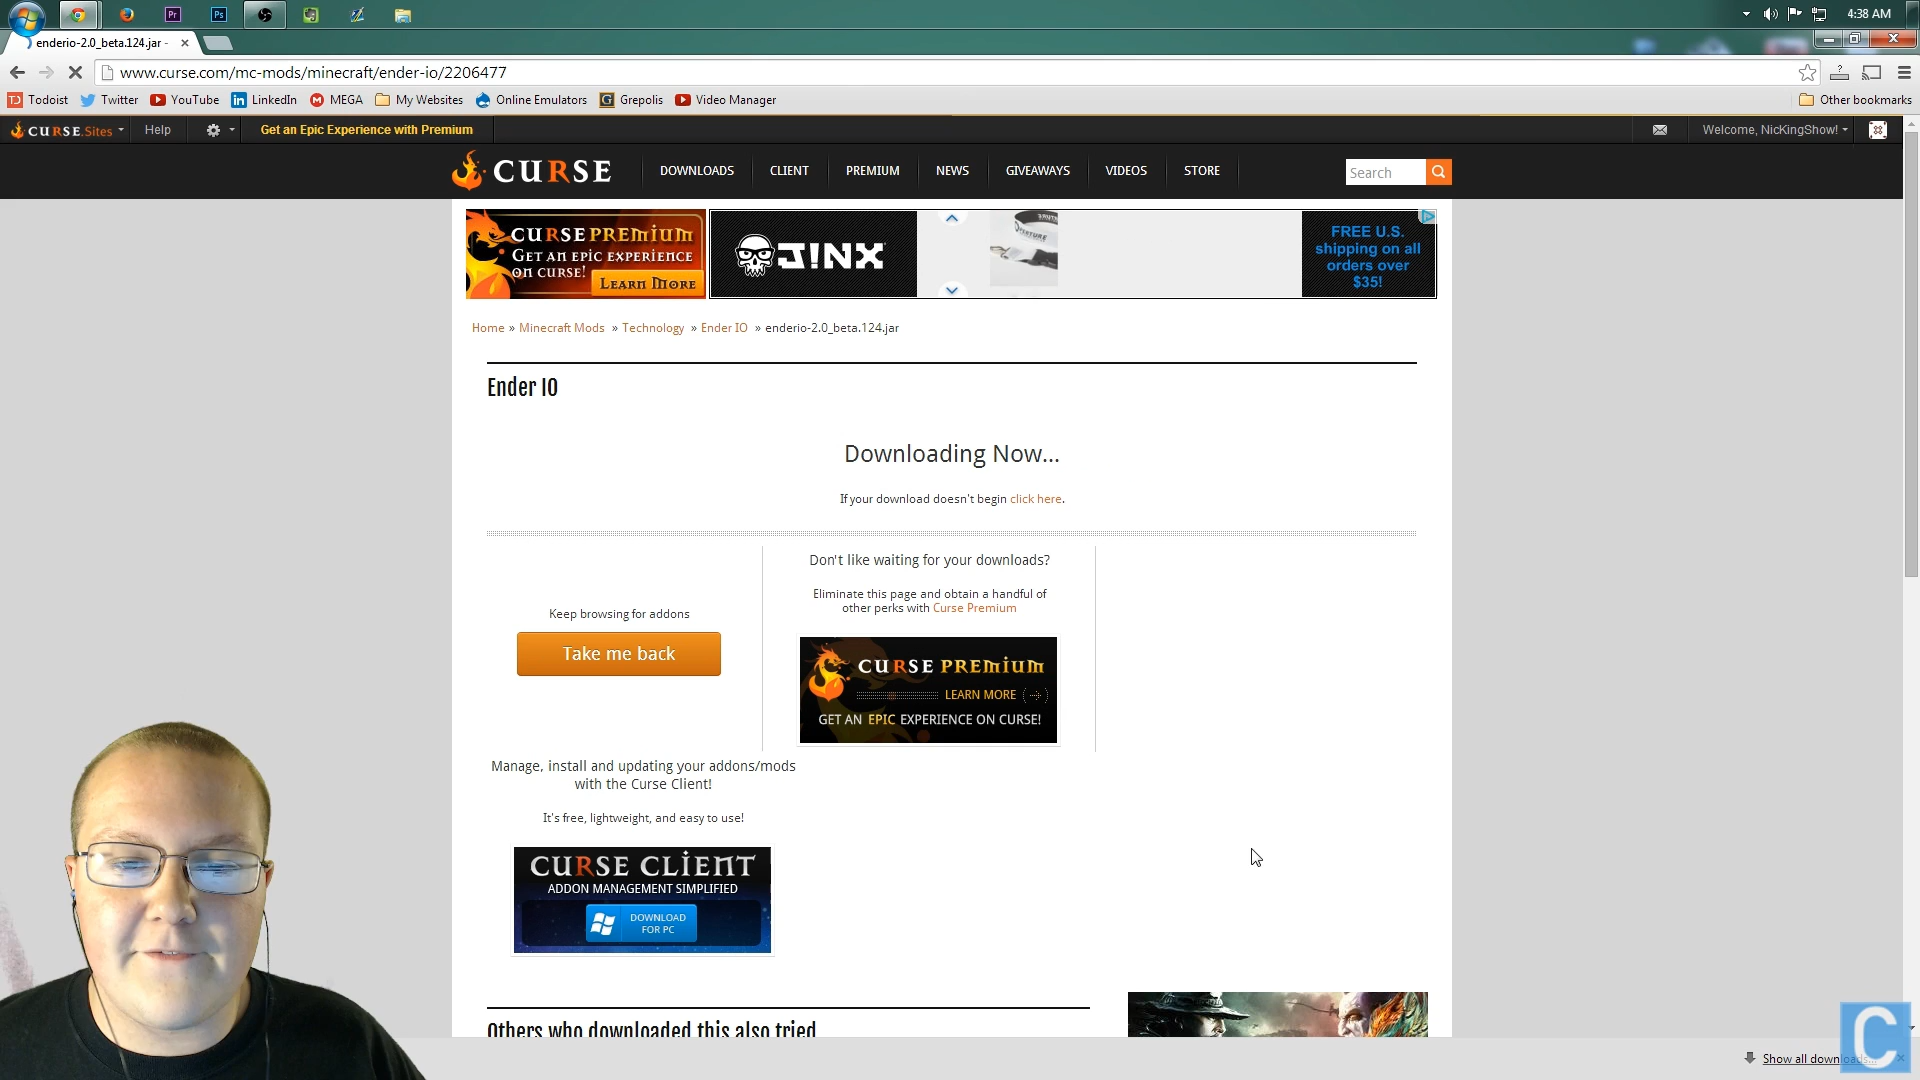 4:38 AM
enderio-2.0_beta.124.jar -
www.curse.com/mc-mods/minecraft/ender-io/2206477
Todoist Twitter YouTube LinkedIn MEGA My Websites Online Emulators Grepolis Video Manager Other bookmarks
CURSE.Sites Help Get an Epic Experience with Premium Welcome, NicKingShow!
CURSE DOWNLOADS CLIENT PREMIUM NEWS GIVEAWAYS VIDEOS STORE Search
CURSE PREMIUM
GET AN EPIC EXPERIENCE
ON CURSE!
LEARN MORE
J!NX
FREE U.S.
shipping on all
orders over
$35!
Home » Minecraft Mods » Technology » Ender IO » enderio-2.0_beta.124.jar
Ender IO
Downloading Now...
If your download doesn't begin click here.
Keep browsing for addons
Take me back
Don't like waiting for your downloads?
Eliminate this page and obtain a handful of
other perks with Curse Premium
CURSE PREMIUM
LEARN MORE
GET AN EPIC EXPERIENCE ON CURSE!
Manage, install and updating your addons/mods
with the Curse Client!
It's free, lightweight, and easy to use!
CURSE CLIENT
ADDON MANAGEMENT SIMPLIFIED
DOWNLOAD
FOR PC
Others who downloaded this also tried
Show all downloads...
C